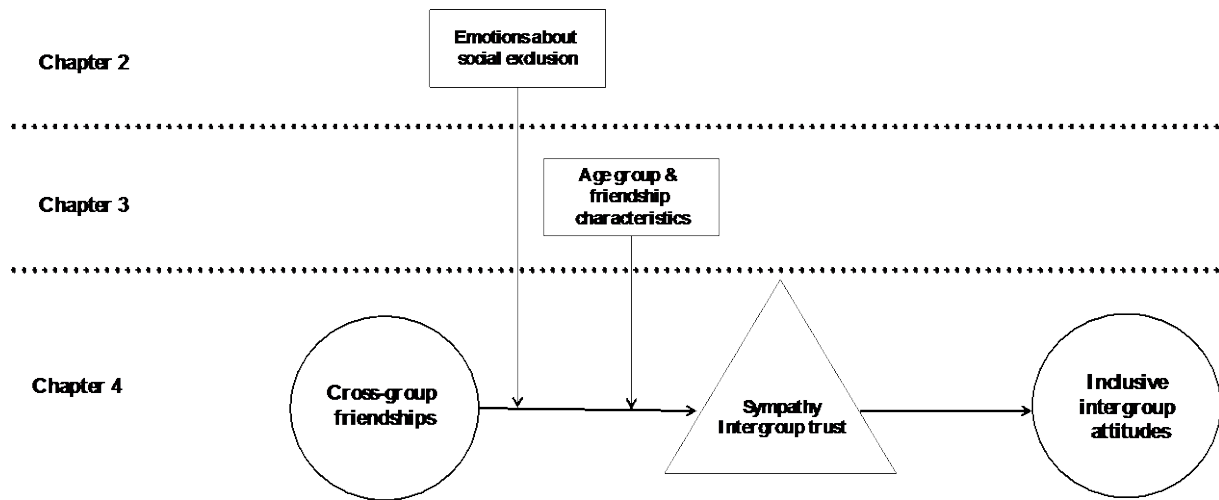 Chapter 2
Emotions about
social exclusion
Chapter 3
Age group &
friendship
characteristics
Chapter 4
Cross-group
friendships
Sympathy
Intergroup trust
Inclusive
intergroup
attitudes